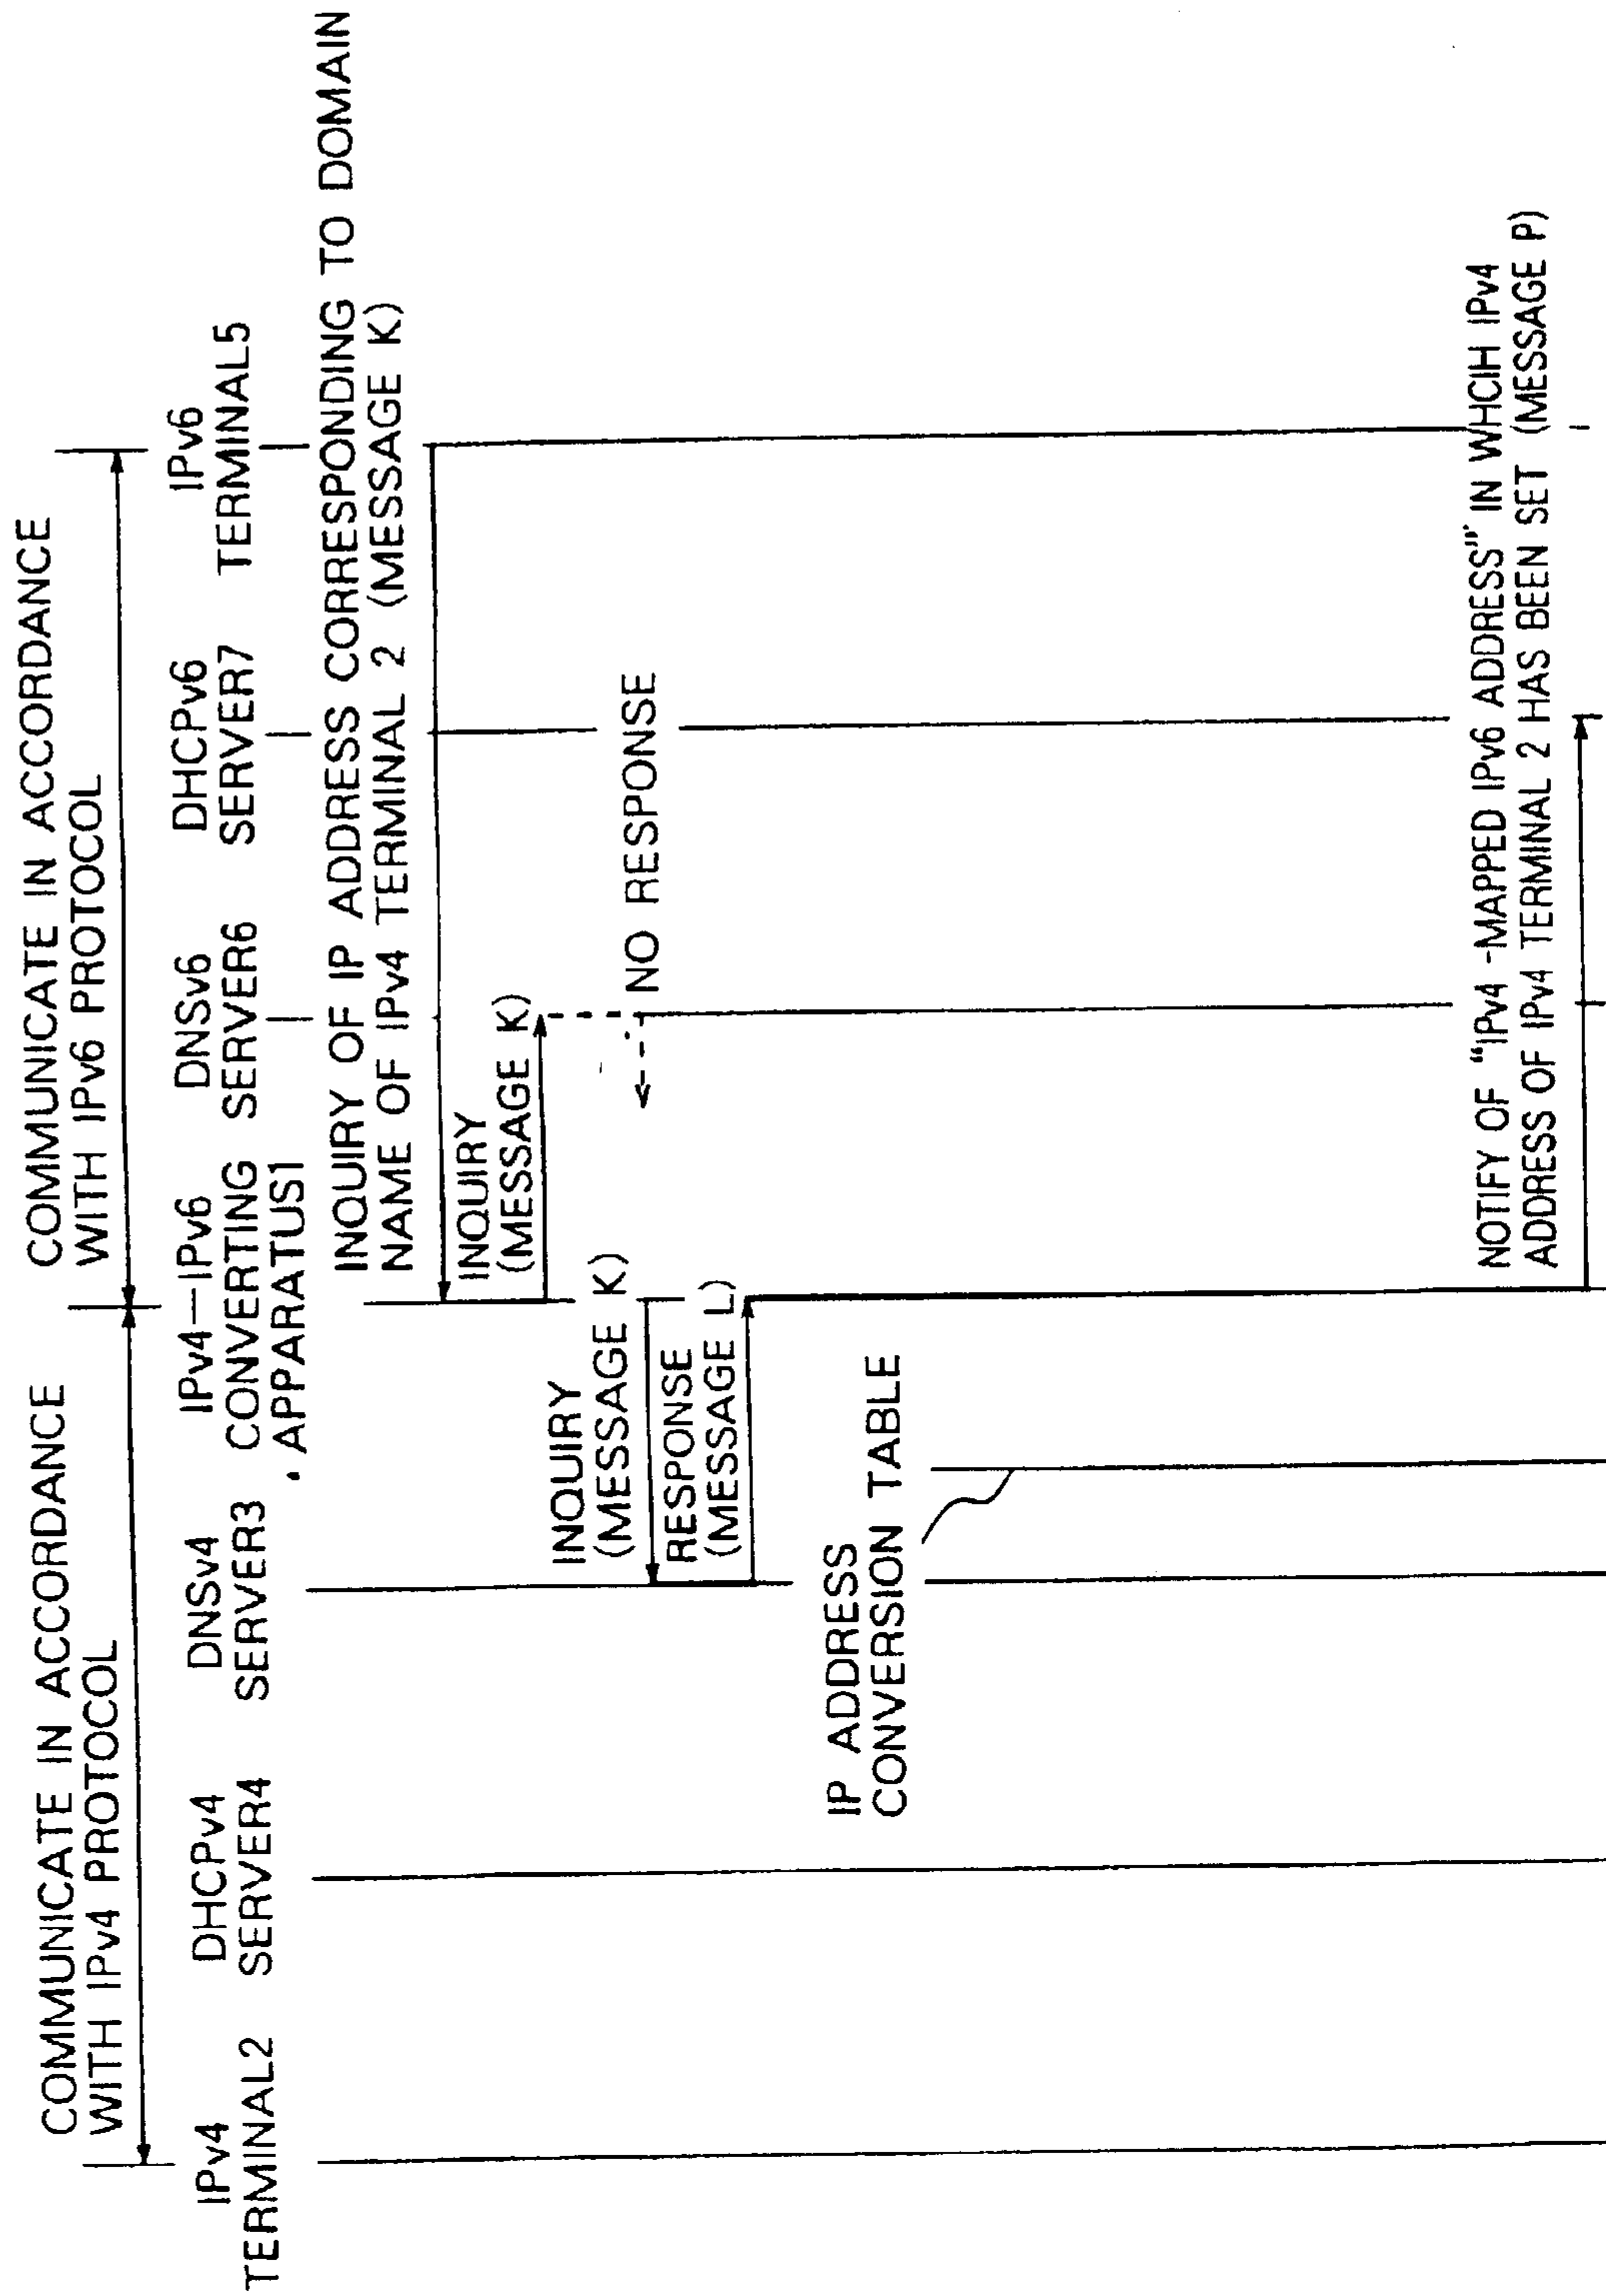 COMMUNICATE IN ACCORDANCE
WITH IPv4 PROTOCOL
COMMUNICATE IN ACCORDANCE
WITH IPv6 PROTOCOL
IPv4
TERMINAL2
DHCPv4
SERVER4
DNSv4
SERVER3
IPv4-IPv6
CONVERTING
APPARATUS1
DNSv6
SERVER6
DHCPv6
SERVER7
IPv6
TERMINAL5
INQUIRY OF IP ADDRESS CORRESPONDING TO DOMAIN
NAME OF IPv4 TERMINAL 2 (MESSAGE K)
INQUIRY
(MESSAGE K)
NO RESPONSE
INQUIRY
(MESSAGE K)
RESPONSE
(MESSAGE L)
IP ADDRESS
CONVERSION TABLE
NOTIFY OF "IPv4 -MAPPED IPv6 ADDRESS" IN WHCIH IPv4
ADDRESS OF IPv4 TERMINAL 2 HAS BEEN SET (MESSAGE P)